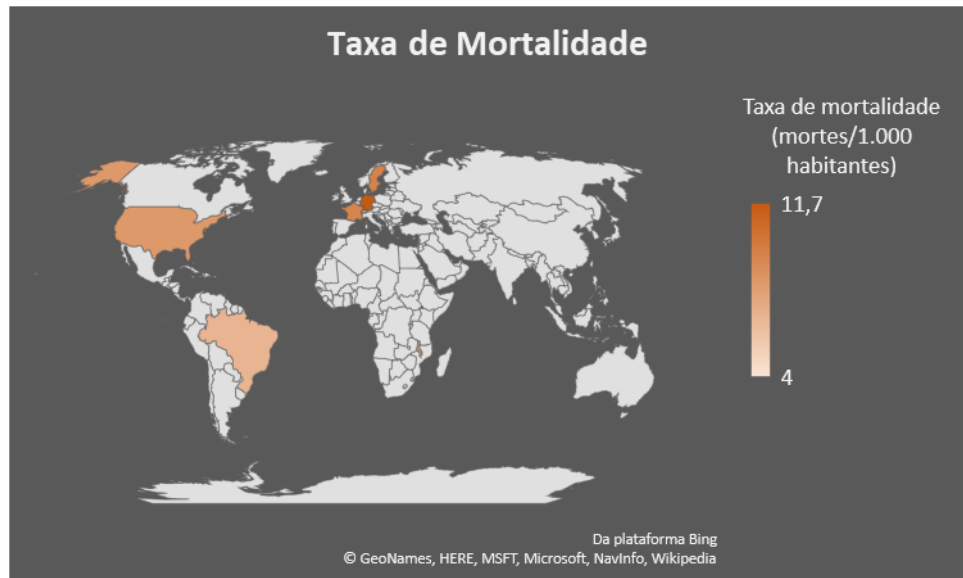 Taxa de Mortalidade
Taxa de mortalidade
(mortes/1.000
habitantes)
11,7
4
Da plataforma Bing
© GeoNames, HERE, MSFT, Microsoft, NavInfo, Wikipedia